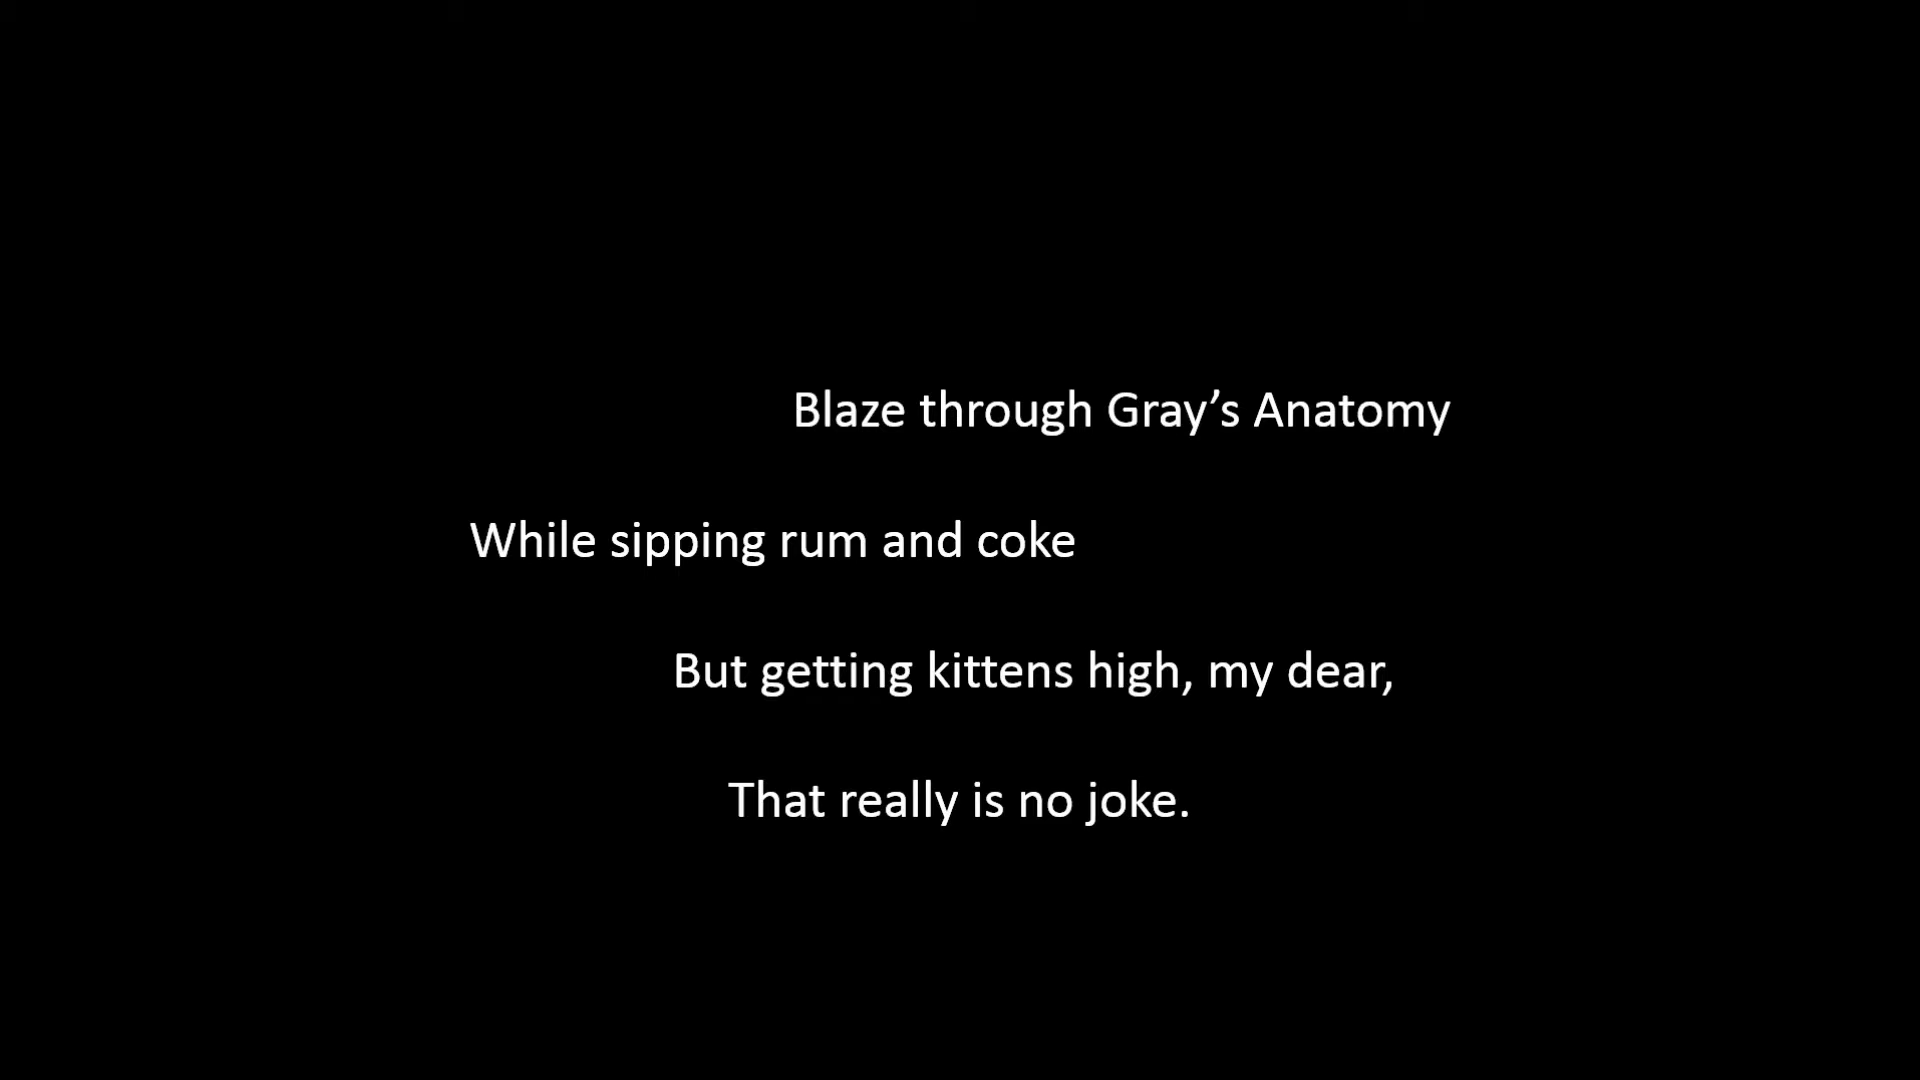 Blaze through Gray’s Anatomy
While sipping rum and coke
But getting kittens high, my dear,
That really is no joke.